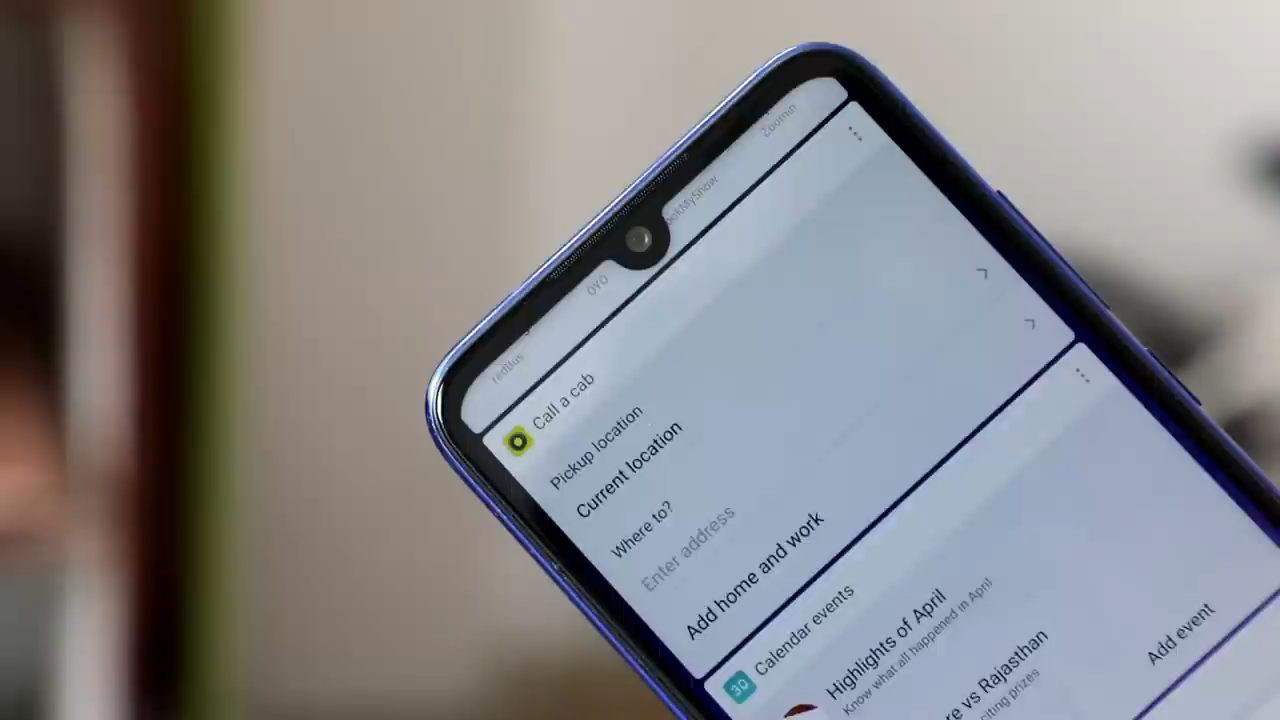 redBus
OYO
okMyShow
Zoomin
Call a cab
Pickup location
Current location
Where to?
Enter address
Add home and work
30
Calendar events
Highlights of April
Know what all happened in April
re vs Rajasthan
citing prizes
Add event